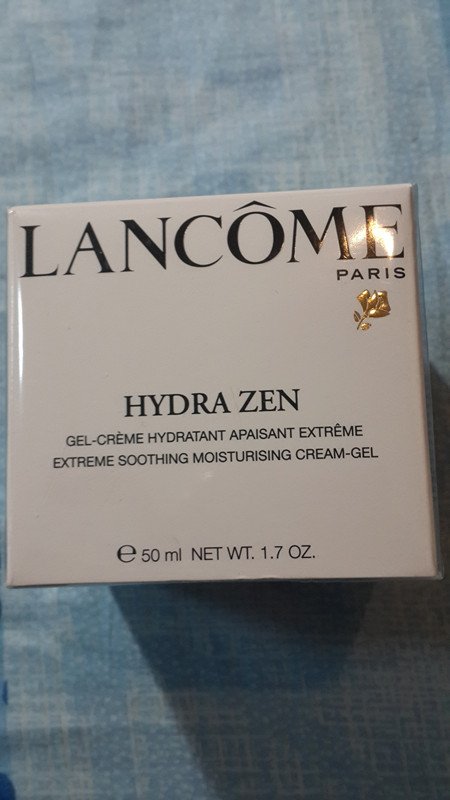 LANCÔME
PARIS
HYDRA ZEN
GEL-CRÈME HYDRATANT APAISANT EXTRÊME
EXTREME SOOTHING MOISTURISING CREAM-GEL
℮ 50 ml NET WT. 1.7 OZ.